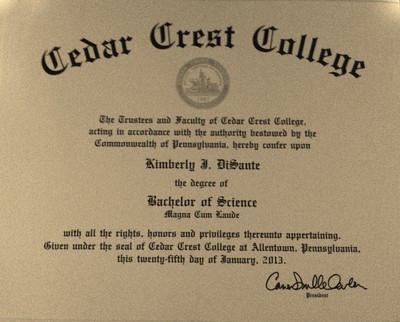 Cedar Crest College
1867
The Trustees and Faculty of Cedar Crest College,
acting in accordance with the authority bestowed by the
Commonwealth of Pennsylvania, hereby confer upon
Kimberly J. DiSante
the degree of
Bachelor of Science
Magna Cum Laude
with all the rights, honors and privileges thereunto appertaining.
Given under the seal of Cedar Crest College at Allentown, Pennsylvania,
this twenty-fifth day of January, 2013.
President